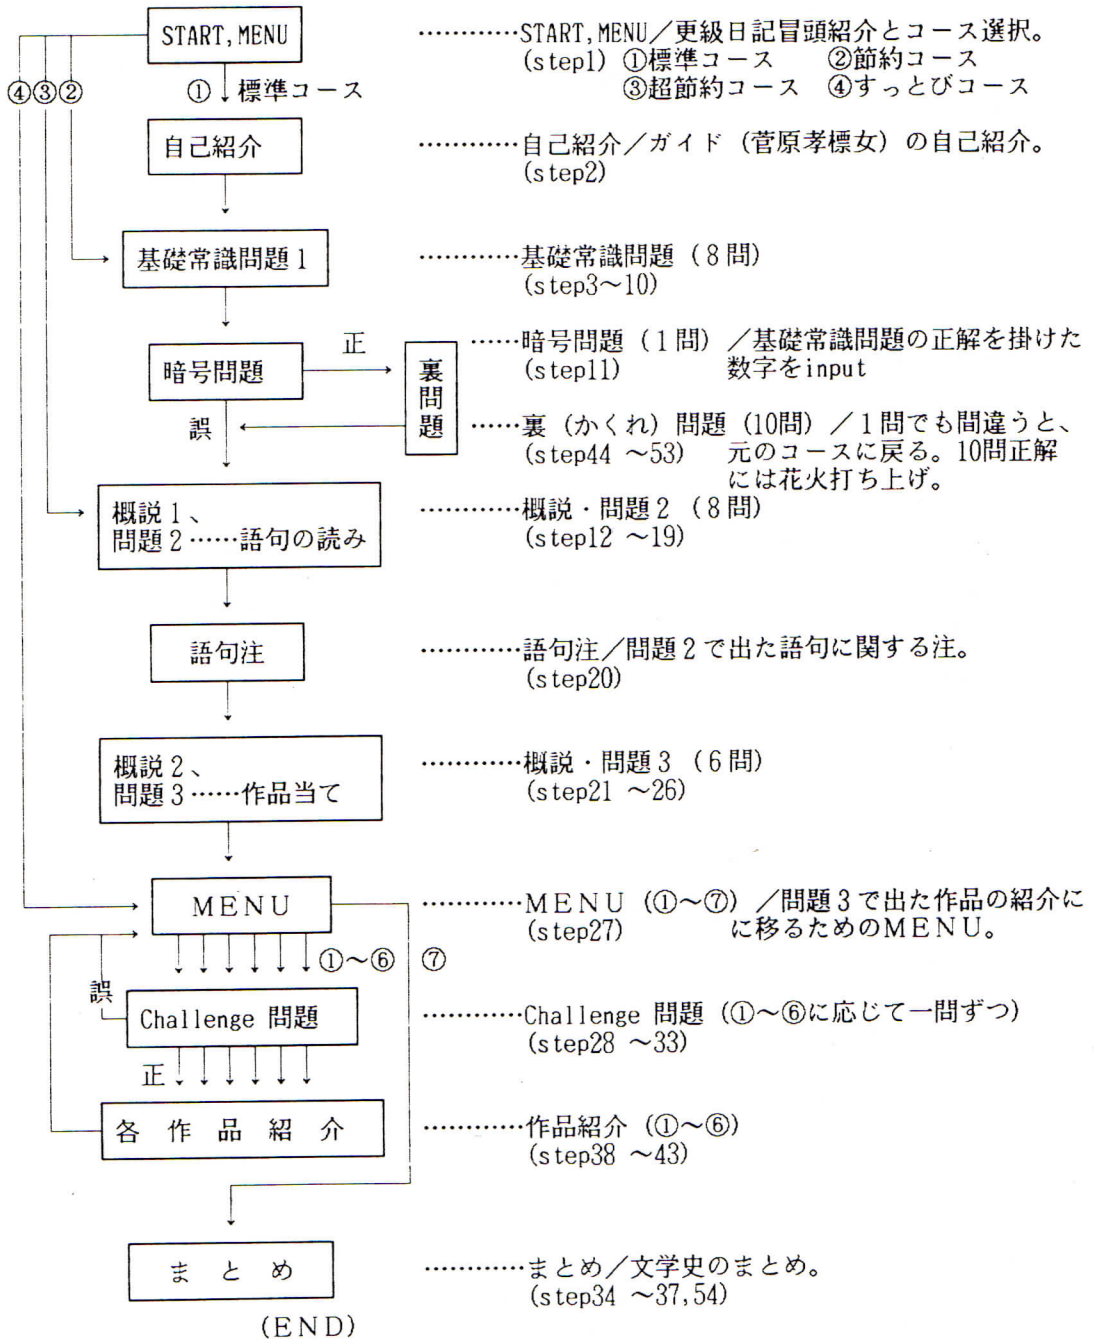 START,MENU
…………START,MENU／更級日記冒頭紹介とコース選択。
(step1) ①標準コース ②節約コース
③超節約コース ④すっとびコース
④③② ① 標準コース
自己紹介
…………自己紹介／ガイド（菅原孝標女）の自己紹介。
(step2)
基礎常識問題１
…………基礎常識問題（８問）
(step3～10)
暗号問題
正
誤
裏問題
……暗号問題（１問）／基礎常識問題の正解を掛けた
(step11) 数字をinput
……裏（かくれ）問題（10問）／１問でも間違うと、
(step44 ～53) 元のコースに戻る。10問正解
には花火打ち上げ。
概説１、
問題２……語句の読み
…………概説・問題２（８問）
(step12 ～19)
語句注
…………語句注／問題２で出た語句に関する注。
(step20)
概説２、
問題３……作品当て
…………概説・問題３（６問）
(step21 ～26)
ＭＥＮＵ
…………ＭＥＮＵ（①～⑦）／問題３で出た作品の紹介に
(step27) に移るためのＭＥＮＵ。
①～⑥ ⑦
誤
Challenge 問題
…………Challenge 問題（①～⑥に応じて一問ずつ）
(step28 ～33)
正
各作品紹介
…………作品紹介（①～⑥）
(step38 ～43)
まとめ
…………まとめ／文学史のまとめ。
(step34 ～37,54)
(ＥＮＤ)